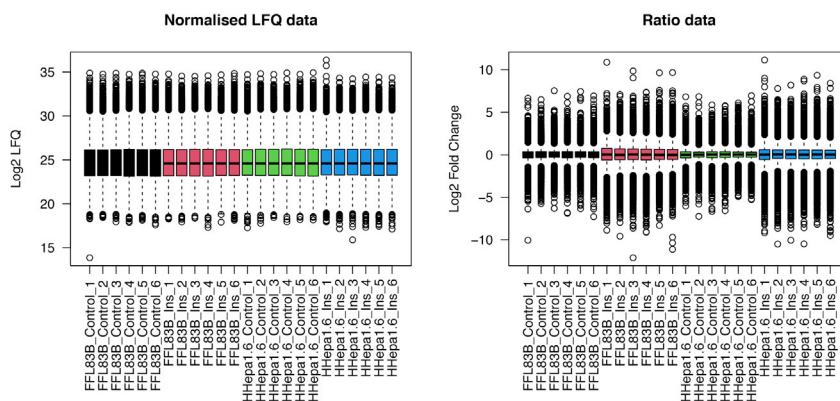 Normalised LFQ data
Log2 LFQ
35
30
25
20
15
FFL83B_Control_1
FFL83B_Control_2
FFL83B_Control_3
FFL83B_Control_4
FFL83B_Control_5
FFL83B_Control_6
FFL83B_Ins_1
FFL83B_Ins_2
FFL83B_Ins_3
FFL83B_Ins_4
FFL83B_Ins_5
FFL83B_Ins_6
HHepa1.6_Control_1
HHepa1.6_Control_2
HHepa1.6_Control_3
HHepa1.6_Control_4
HHepa1.6_Control_5
HHepa1.6_Control_6
HHepa1.6_Ins_1
HHepa1.6_Ins_2
HHepa1.6_Ins_3
HHepa1.6_Ins_4
HHepa1.6_Ins_5
HHepa1.6_Ins_6
Ratio data
Log2 Fold Change
10
5
0
−5
−10
FFL83B_Control_1
FFL83B_Control_2
FFL83B_Control_3
FFL83B_Control_4
FFL83B_Control_5
FFL83B_Control_6
FFL83B_Ins_1
FFL83B_Ins_2
FFL83B_Ins_3
FFL83B_Ins_4
FFL83B_Ins_5
FFL83B_Ins_6
HHepa1.6_Control_1
HHepa1.6_Control_2
HHepa1.6_Control_3
HHepa1.6_Control_4
HHepa1.6_Control_5
HHepa1.6_Control_6
HHepa1.6_Ins_1
HHepa1.6_Ins_2
HHepa1.6_Ins_3
HHepa1.6_Ins_4
HHepa1.6_Ins_5
HHepa1.6_Ins_6